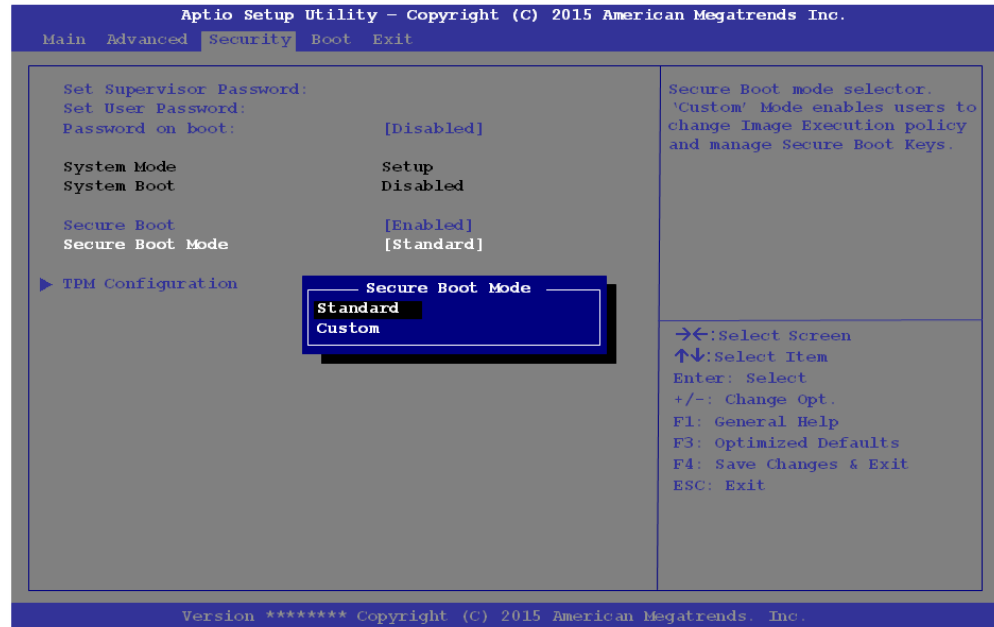 Aptio Setup Utility – Copyright (C) 2015 American Megatrends Inc.
Main Advanced Security Boot Exit
Set Supervisor Password:
Set User Password:
Password on boot: [Disabled]
System Mode Setup
System Boot Disabled
Secure Boot [Enabled]
Secure Boot Mode [Standard]
▶ TPM Configuration
Secure Boot Mode
Standard
Custom
Secure Boot mode selector.
'Custom' Mode enables users to
change Image Execution policy
and manage Secure Boot Keys.
→←:Select Screen
↑↓:Select Item
Enter: Select
+/-: Change Opt.
F1: General Help
F3: Optimized Defaults
F4: Save Changes & Exit
ESC: Exit
Version ******** Copyright (C) 2015 American Megatrends. Inc.